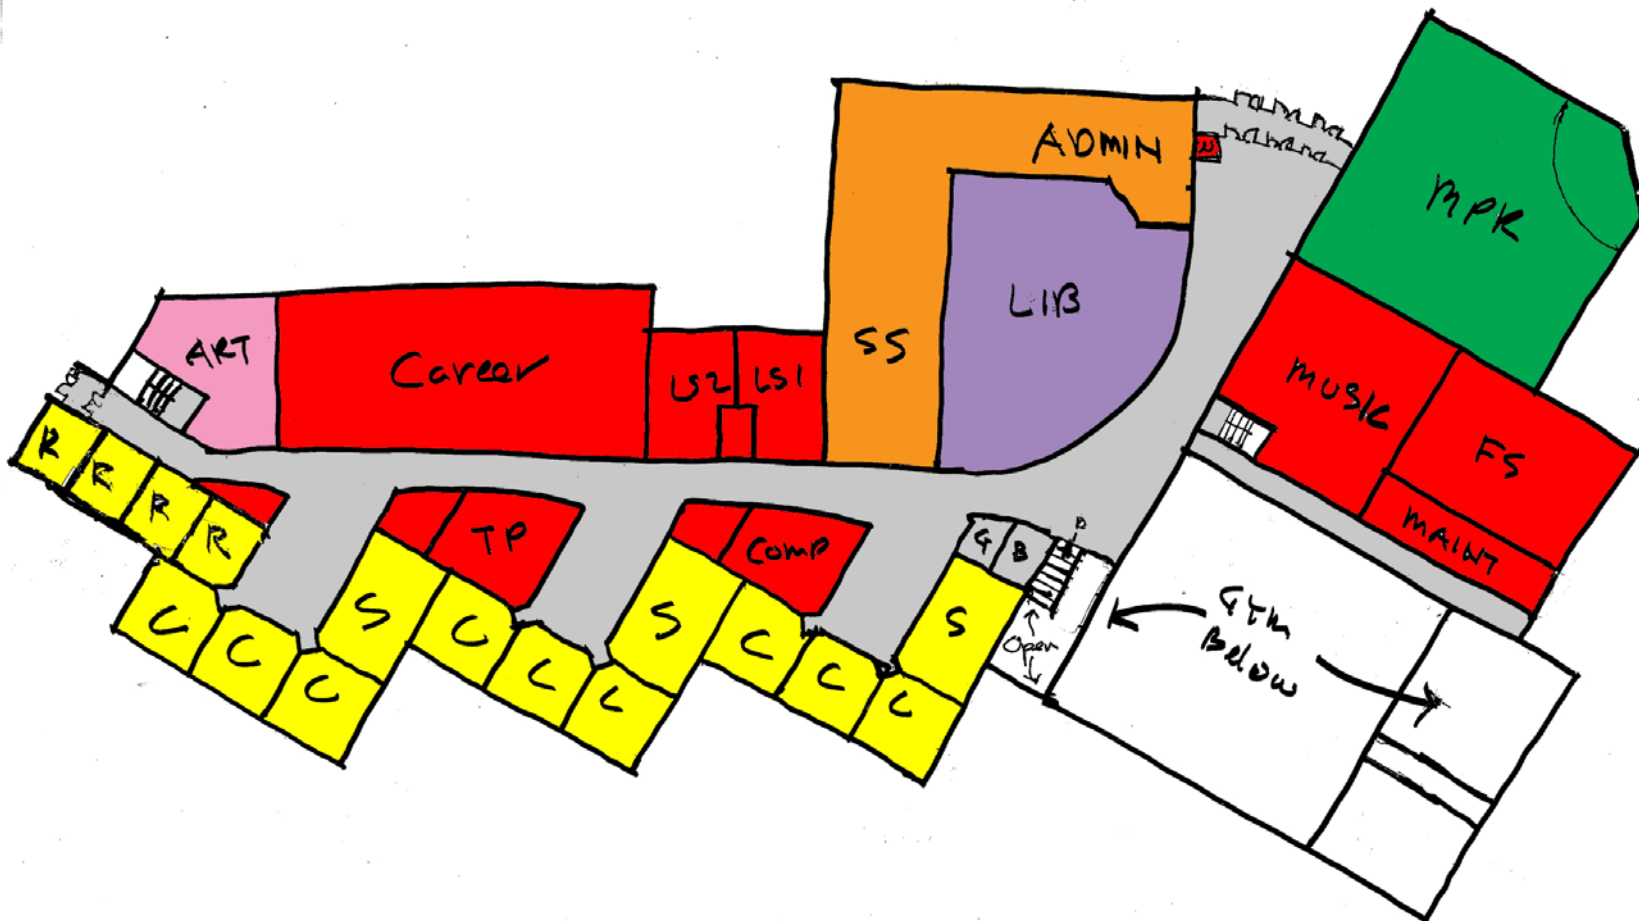 ADMIN
MPR
LIB
SS
ART
Career
LS2
LS1
MUSIC
FS
MAINT
R
R
R
R
TP
COMP
G
B
S
S
S
C
C
C
C
C
C
C
C
C
Open
GYM
Below